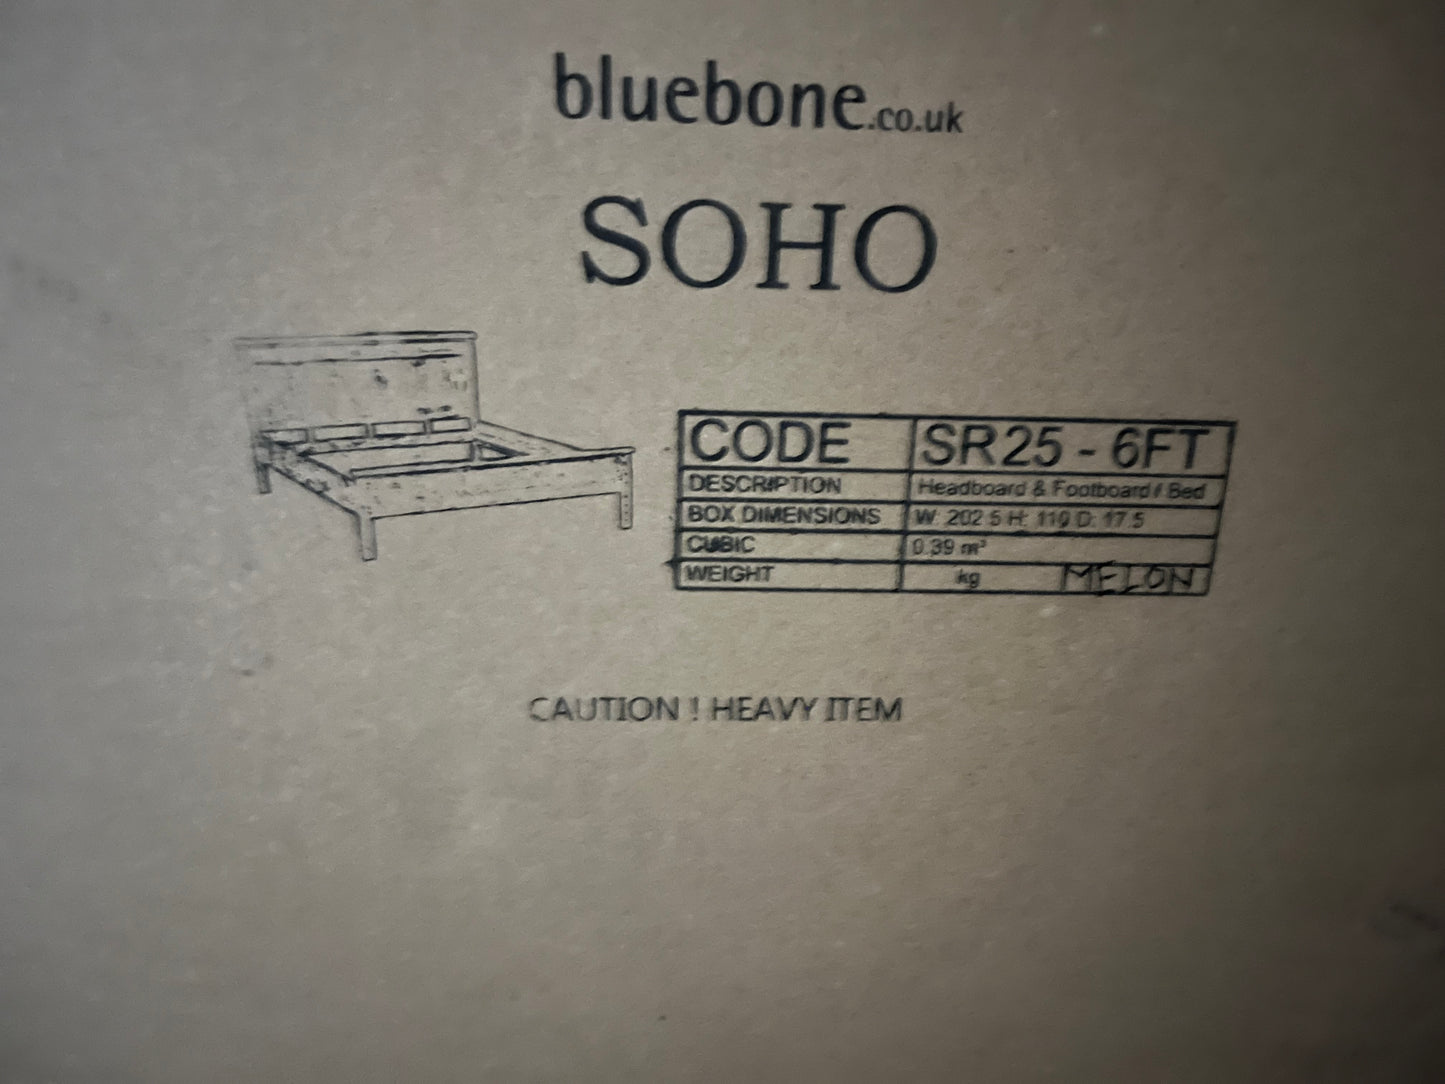 bluebone.co.uk
SOHO
CODE SR25 - 6FT
DESCRIPTION Headboard & Footboard / Bed
BOX DIMENSIONS W: 202.5 H: 110 D: 17.5
CUBIC 0.39 m³
WEIGHT kg MELON
CAUTION ! HEAVY ITEM